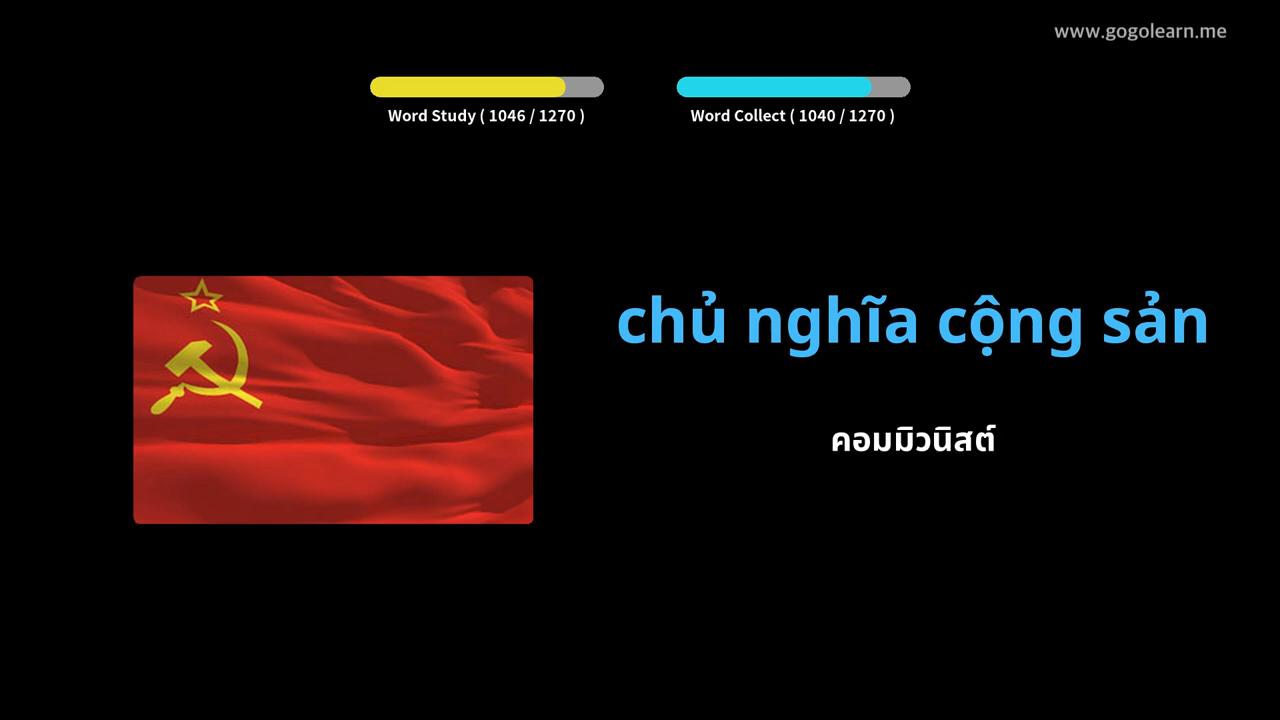 www.gogolearn.me
Word Study ( 1046 / 1270 )
Word Collect ( 1040 / 1270 )
chủ nghĩa cộng sản
คอมมิวนิสต์